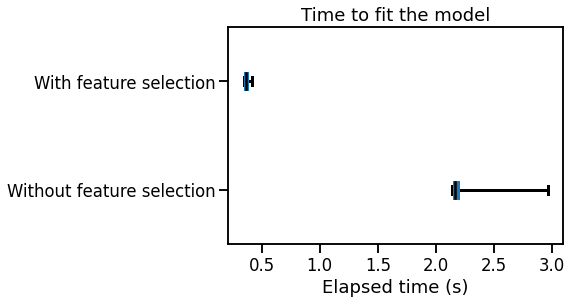 Time to fit the model
With feature selection
Without feature selection
0.5 1.0 1.5 2.0 2.5 3.0
Elapsed time (s)